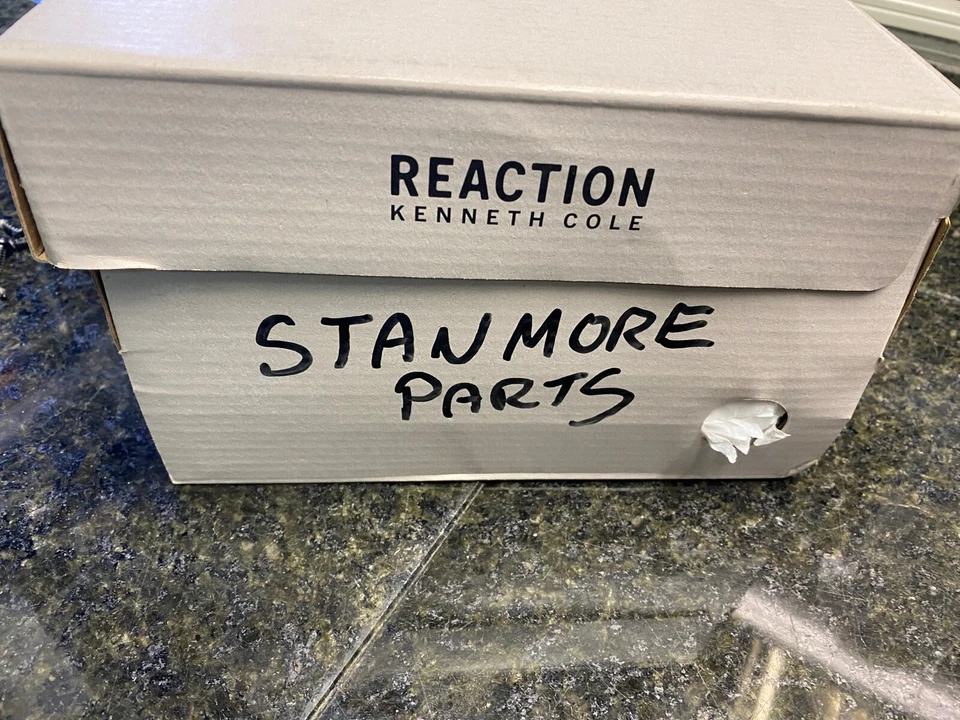 REACTION
KENNETH COLE
STANMORE
PARTS